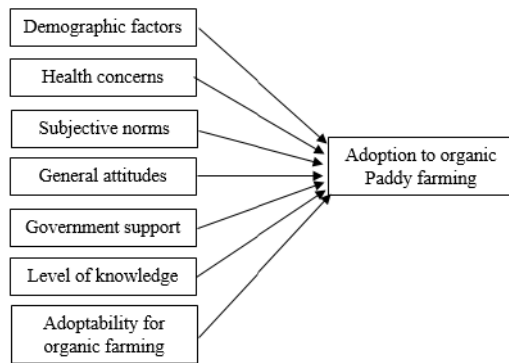 Demographic factors
Health concerns
Subjective norms
General attitudes
Government support
Level of knowledge
Adoptability for
organic farming
Adoption to organic
Paddy farming